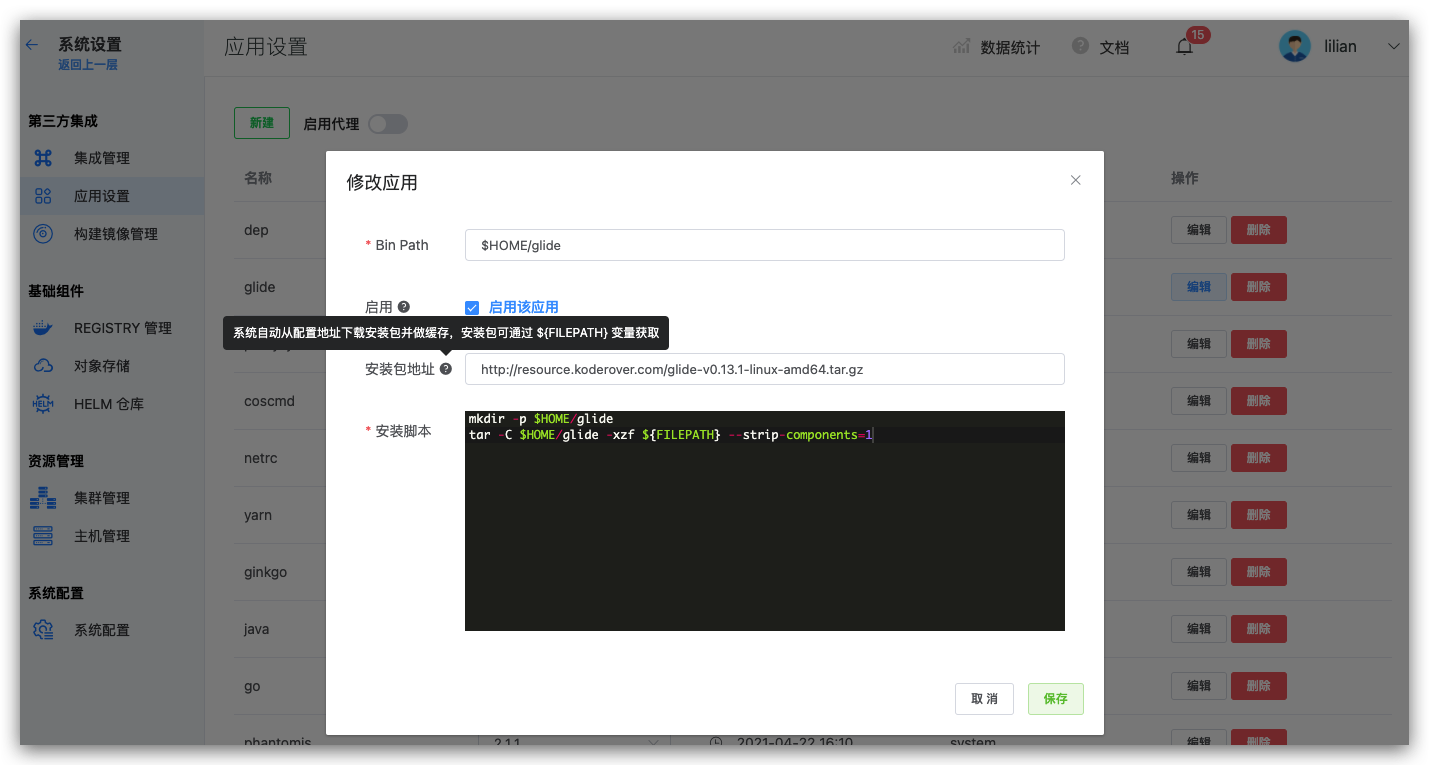 系统设置
返回上一层
应用设置
数据统计
文档
15
lilian
第三方集成
集成管理
应用设置
构建镜像管理
基础组件
REGISTRY 管理
对象存储
HELM
HELM 仓库
资源管理
集群管理
主机管理
系统配置
系统配置
新建
启用代理
名称
操作
dep
编辑
删除
glide
编辑
删除
编辑
删除
coscmd
编辑
删除
netrc
编辑
删除
yarn
编辑
删除
ginkgo
编辑
删除
java
编辑
删除
go
编辑
删除
phantomjs
2.1.1
2021-04-22 16:10
system
编辑
删除
修改应用
* Bin Path
$HOME/glide
启用
启用该应用
系统自动从配置地址下载安装包并做缓存，安装包可通过 ${FILEPATH} 变量获取
安装包地址
http://resource.koderover.com/glide-v0.13.1-linux-amd64.tar.gz
* 安装脚本
mkdir -p $HOME/glide
tar -C $HOME/glide -xzf ${FILEPATH} --strip-components=1
取 消
保存